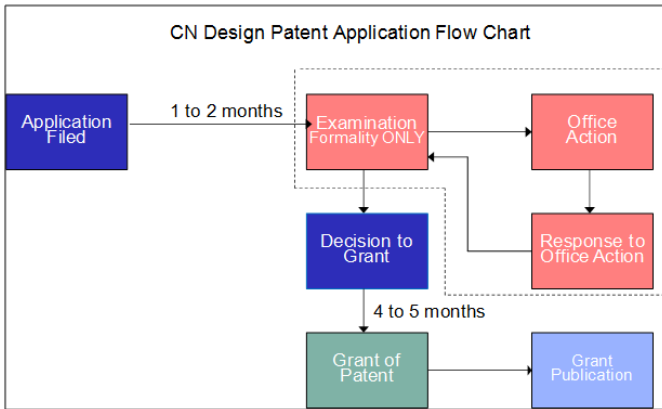 CN Design Patent Application Flow Chart
Application
Filed
1 to 2 months
Examination
Formality ONLY
Office
Action
Decision to
Grant
Response to
Office Action
4 to 5 months
Grant of
Patent
Grant
Publication